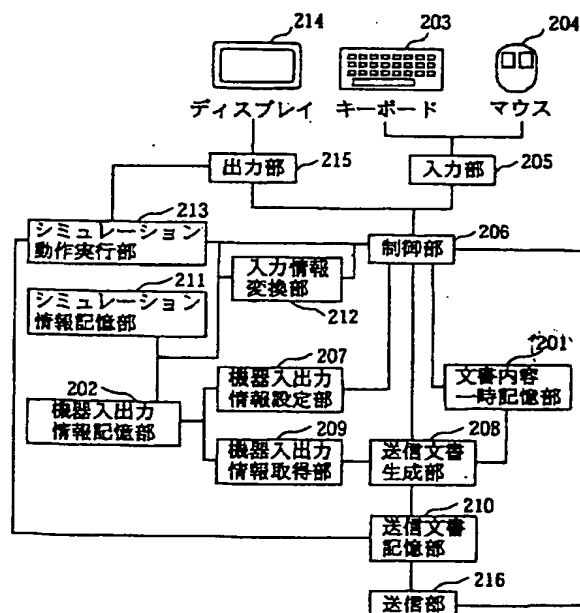 214
203
204
ディスプレイ
キーボード
マウス
出力部
215
入力部
205
213
シミュレーション
動作実行部
制御部
206
211
シミュレーション
情報記憶部
入力情報
変換部
212
202
機器入出力
情報記憶部
207
機器入出力
情報設定部
201
文書内容
一時記憶部
209
機器入出力
情報取得部
208
送信文書
生成部
210
送信文書
記憶部
216
送信部